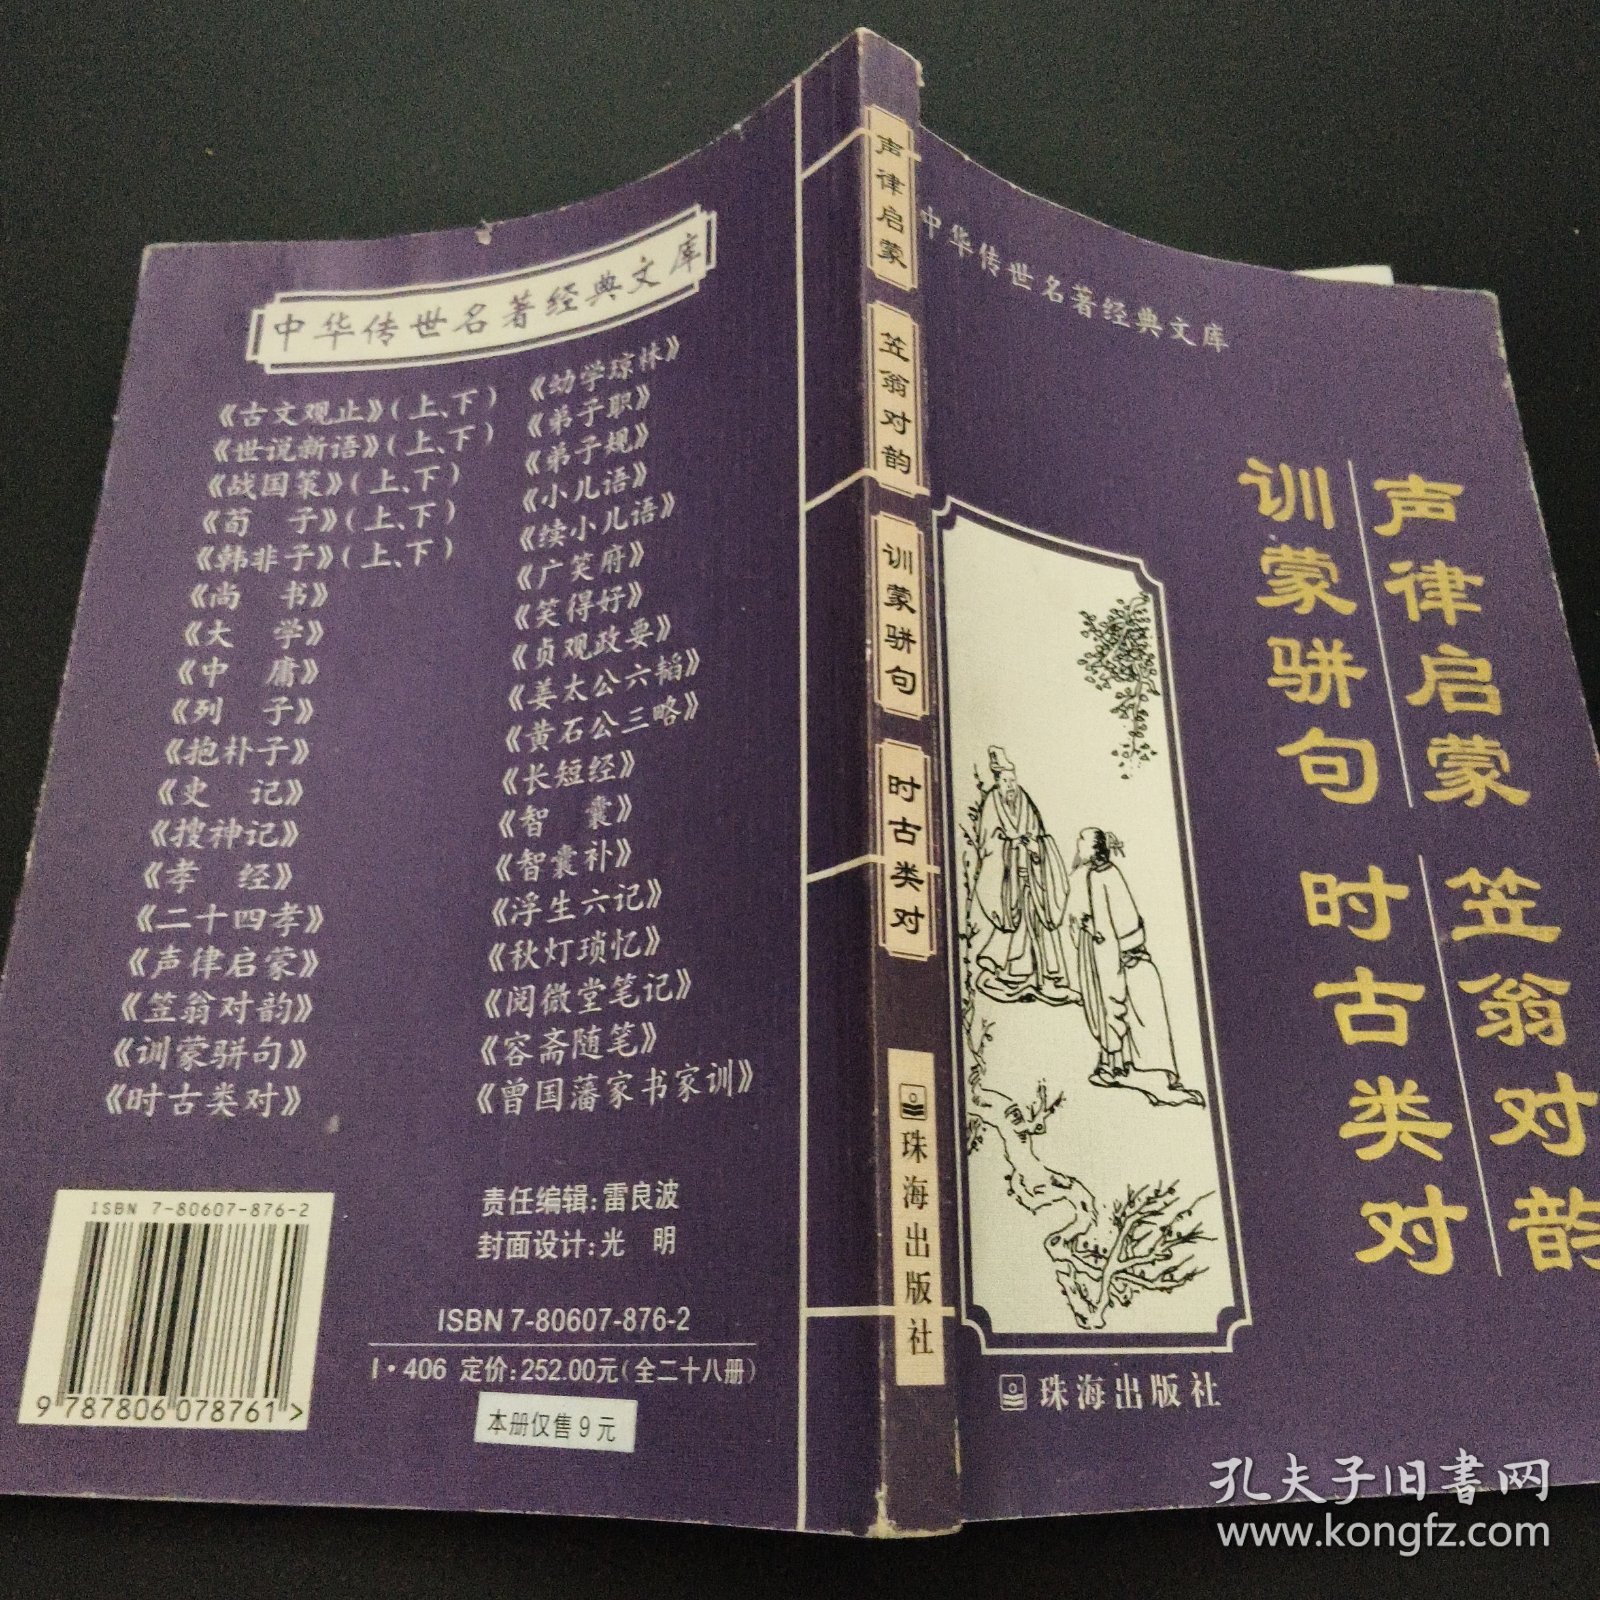 中华传世名著经典文库
《古文观止》(上、下)
《世说新语》(上、下)
《战国策》(上、下)
《荀　子》(上、下)
《韩非子》(上、下)
《尚　书》
《大　学》
《中　庸》
《列　子》
《抱朴子》
《史　记》
《搜神记》
《孝　经》
《二十四孝》
《声律启蒙》
《笠翁对韵》
《训蒙骈句》
《时古类对》
《幼学琼林》
《弟子职》
《弟子规》
《小儿语》
《续小儿语》
《广笑府》
《笑得好》
《贞观政要》
《姜太公六韬》
《黄石公三略》
《长短经》
《智　囊》
《智囊补》
《浮生六记》
《秋灯琐忆》
《阅微堂笔记》
《容斋随笔》
《曾国藩家书家训》
责任编辑:雷良波
封面设计:光　明
ISBN 7-80607-876-2
9 787806 078761 >
ISBN 7-80607-876-2
I·406 定价:252.00元(全二十八册)
本册仅售9元
声律启蒙
笠翁对韵
训蒙骈句
时古类对
珠海出版社
中华传世名著经典文库
声律启蒙 笠翁对韵
训蒙骈句 时古类对
珠海出版社
孔夫子旧书网
www.kongfz.com